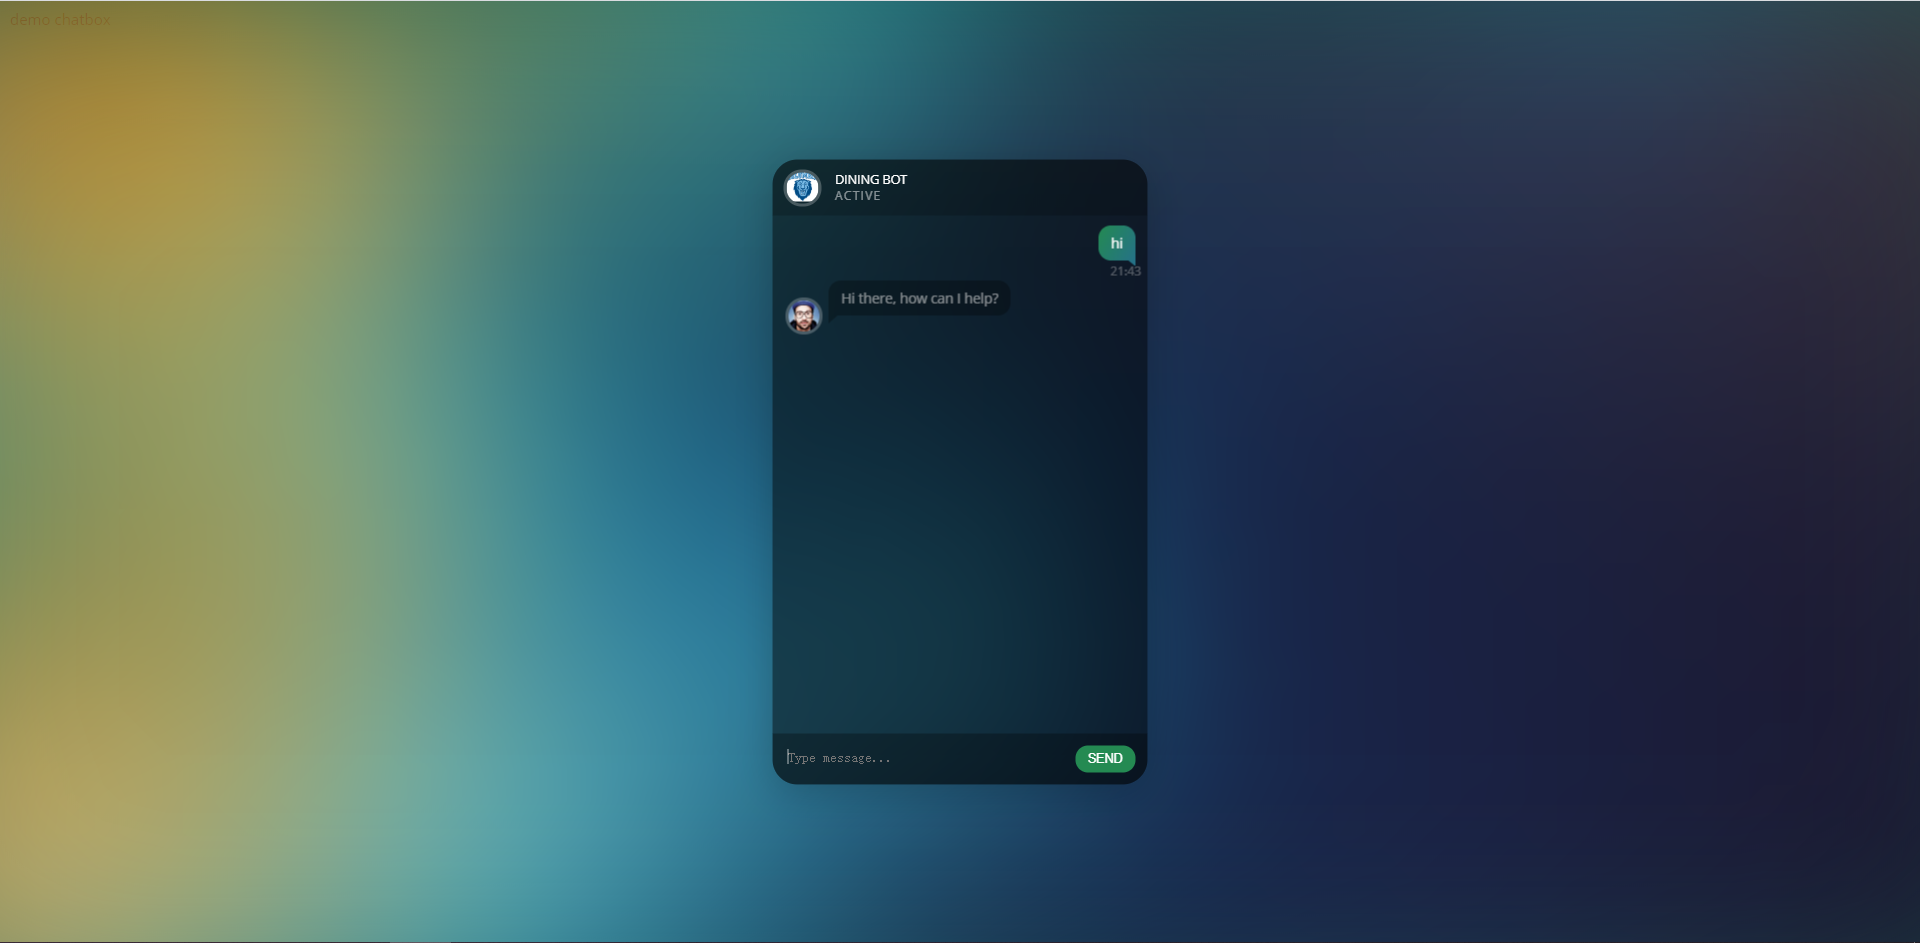 demo chatbox
DINING BOT
ACTIVE
hi
21:43
Hi there, how can I help?
Type message...
SEND